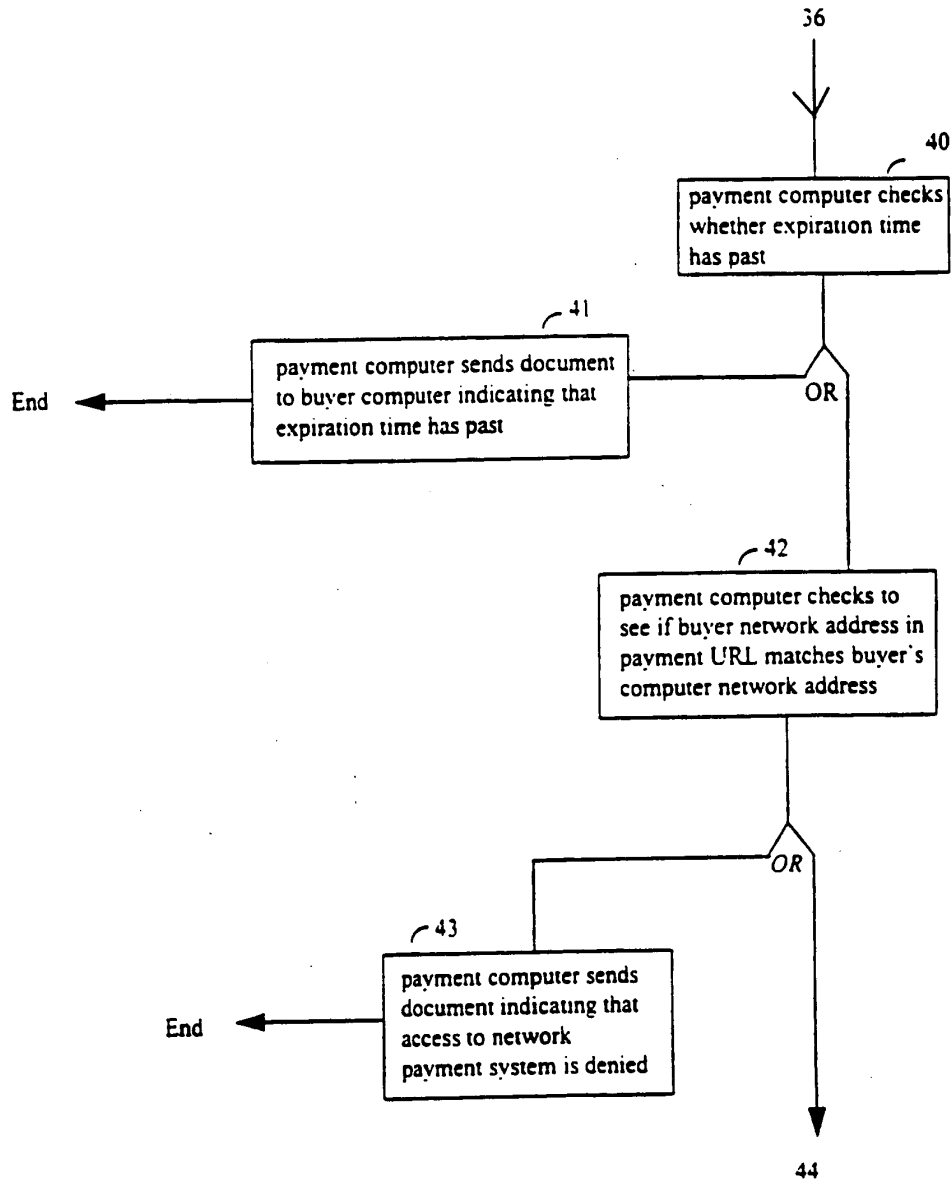 36
40
payment computer checks
whether expiration time
has past
41
payment computer sends document
to buyer computer indicating that
expiration time has past
End
OR
42
payment computer checks to
see if buyer network address in
payment URL matches buyer's
computer network address
OR
43
payment computer sends
document indicating that
access to network
payment system is denied
End
44